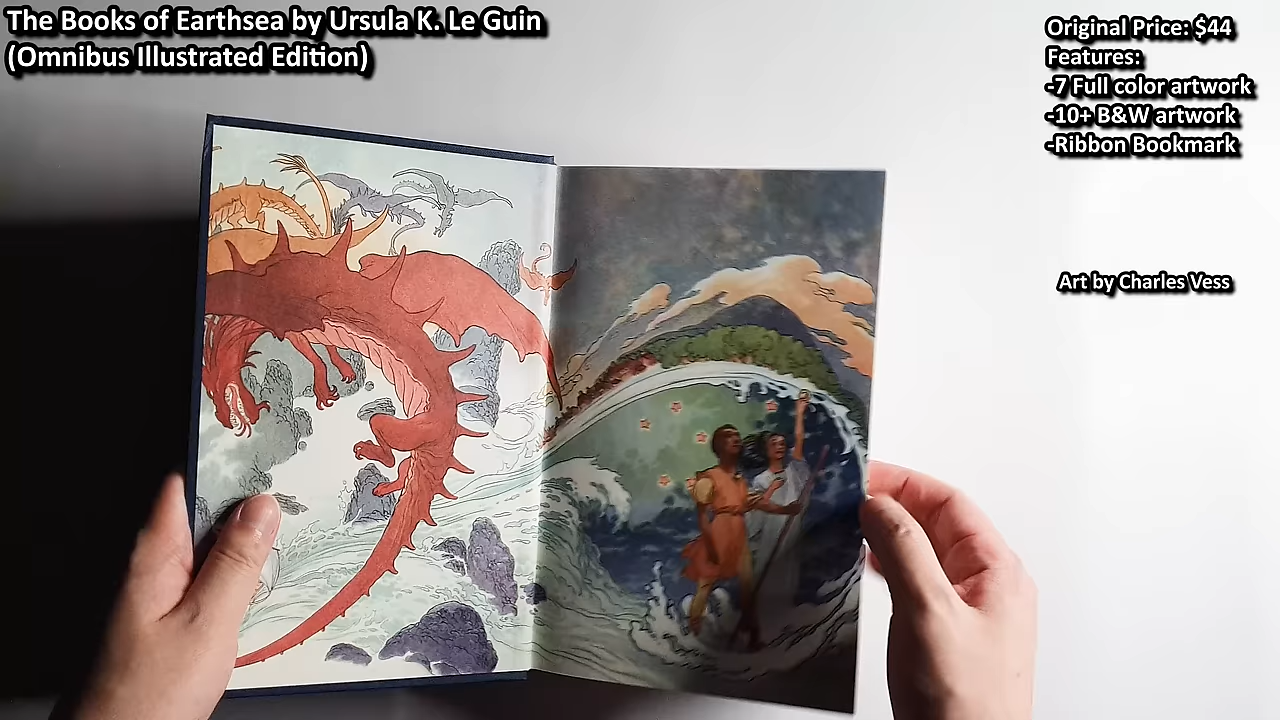 The Books of Earthsea by Ursula K. Le Guin
(Omnibus Illustrated Edition)
Original Price: $44
Features:
-7 Full color artwork
-10+ B&W artwork
-Ribbon Bookmark
Art by Charles Vess